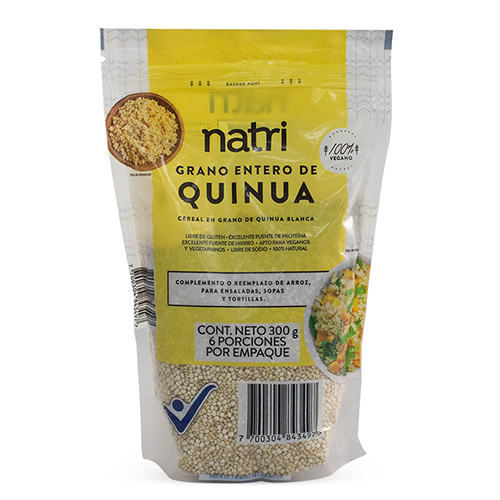 RASGUE AQUÍ
natri
GRANO ENTERO DE
QUINUA
CEREAL EN GRANO DE QUINUA BLANCA
100%
VEGANO
LIBRE DE GLUTEN • EXCELENTE FUENTE DE PROTEÍNA
EXCELENTE FUENTE DE HIERRO • APTO PARA VEGANOS
Y VEGETARIANOS • LIBRE DE SODIO • 100% NATURAL
COMPLEMENTO O REEMPLAZO DE ARROZ,
PARA ENSALADAS, SOPAS
Y TORTILLAS.
CONT. NETO 300 g
6 PORCIONES
POR EMPAQUE
7 700304 843497